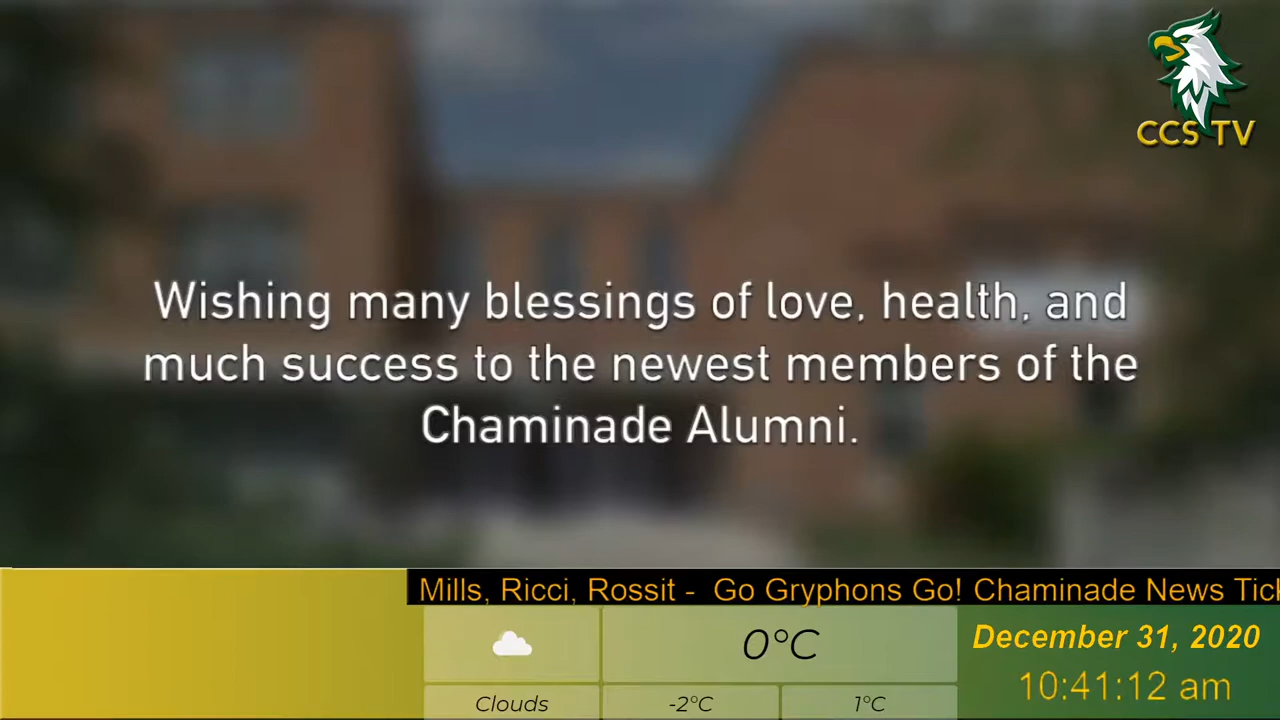 CCS TV
Wishing many blessings of love, health, and
much success to the newest members of the
Chaminade Alumni.
Mills, Ricci, Rossit - Go Gryphons Go! Chaminade News Tick
0°C
December 31, 2020
10:41:12 am
Clouds
-2°C
1°C